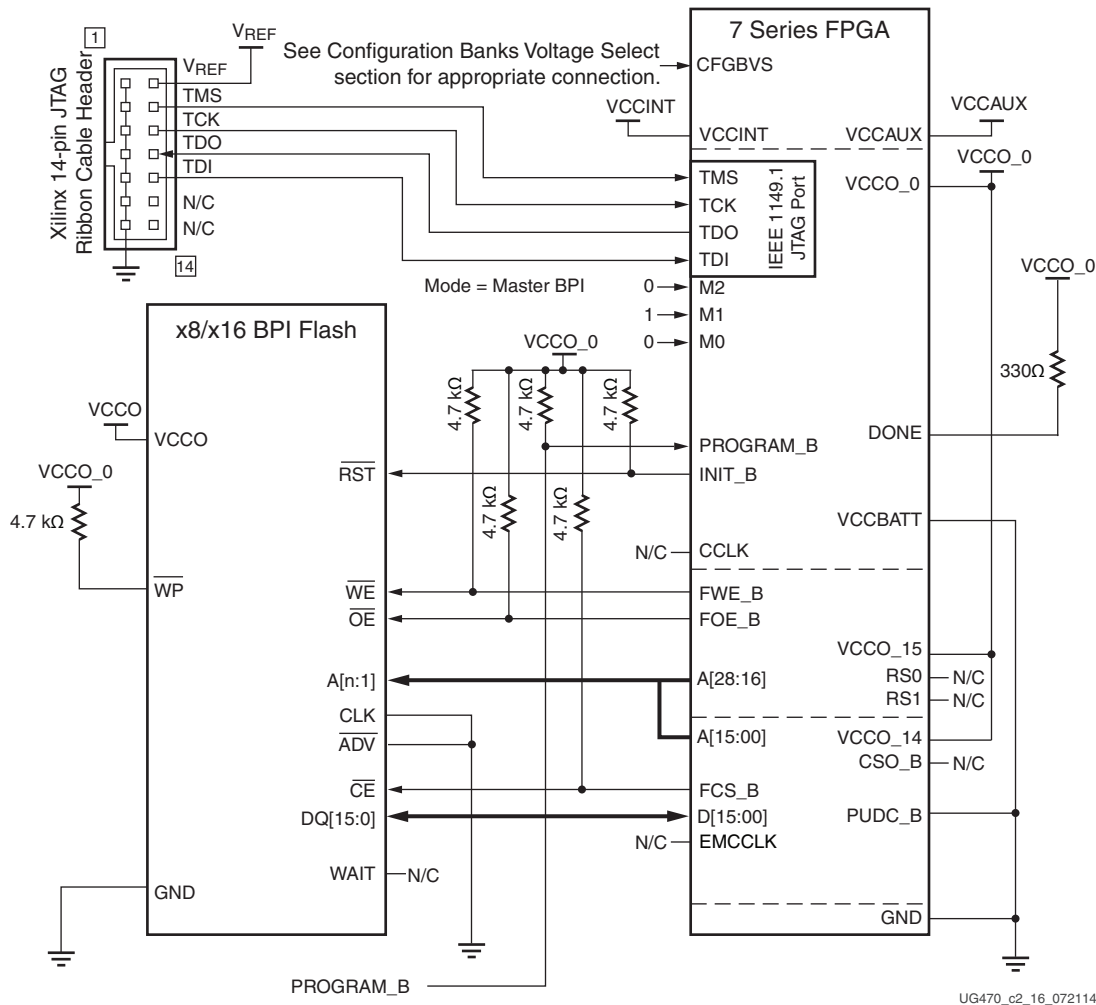 1
VREF
Xilinx 14-pin JTAG
Ribbon Cable Header
VREF
TMS
TCK
TDO
TDI
N/C
N/C
14
See Configuration Banks Voltage Select
section for appropriate connection.
VCCINT
7 Series FPGA
CFGBVS
VCCINT
VCCAUX
VCCAUX
VCCO_0
VCCO_0
TMS
TCK
TDO
TDI
IEEE 1149.1
JTAG Port
Mode = Master BPI
0
M2
1
M1
0
M0
VCCO_0
330Ω
DONE
x8/x16 BPI Flash
VCCO_0
4.7 kΩ
4.7 kΩ
4.7 kΩ
4.7 kΩ
4.7 kΩ
VCCO
VCCO
VCCO_0
4.7 kΩ
RST
PROGRAM_B
INIT_B
VCCBATT
N/C
CCLK
WP
WE
OE
FWE_B
FOE_B
VCCO_15
RS0
N/C
RS1
N/C
A[n:1]
A[28:16]
CLK
ADV
A[15:00]
VCCO_14
CSO_B
N/C
CE
FCS_B
DQ[15:0]
D[15:00]
PUDC_B
N/C
EMCCLK
WAIT
N/C
GND
GND
PROGRAM_B
UG470_c2_16_072114